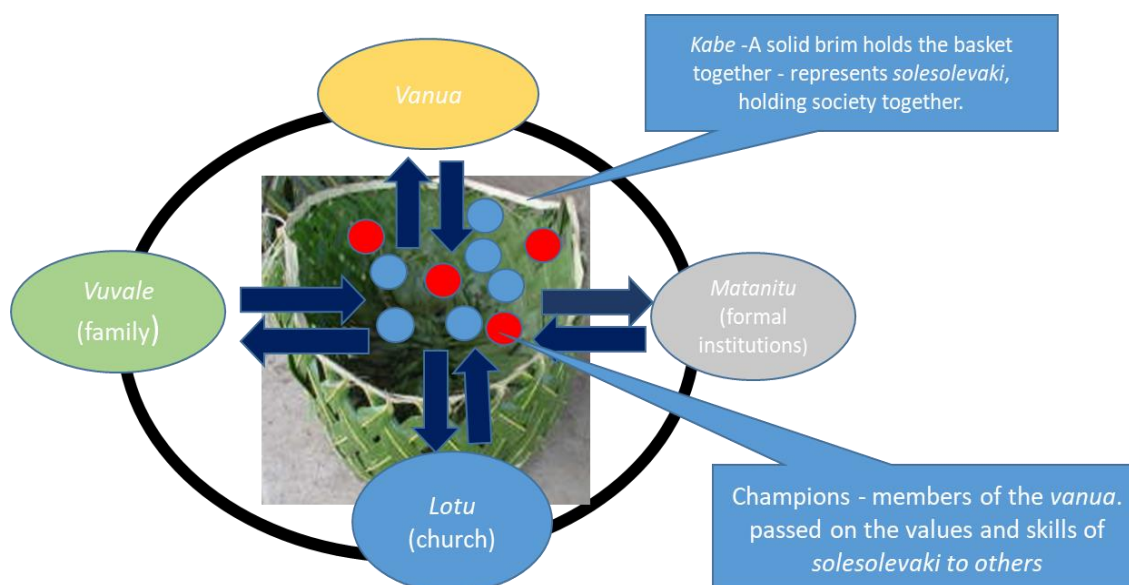 Kabe -A solid brim holds the basket
together - represents solesolevaki,
holding society together.
Vanua
Vuvale
(family)
Matanitu
(formal
institutions)
Lotu
(church)
Champions - members of the vanua.
passed on the values and skills of
solesolevaki to others